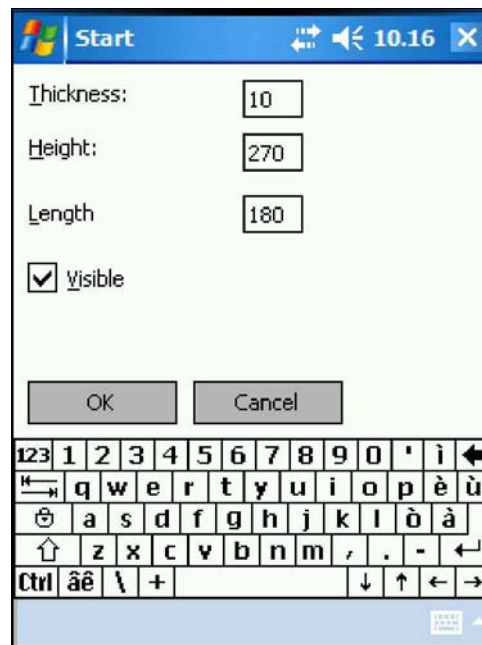 Start 10.16
Thickness: 10
Height: 270
Length 180
Visible
OK Cancel
123 1 2 3 4 5 6 7 8 9 0 ' ì
q w e r t y u i o p è ù
a s d f g h j k l ò à
z x c v b n m , . -
Ctrl âê \ +